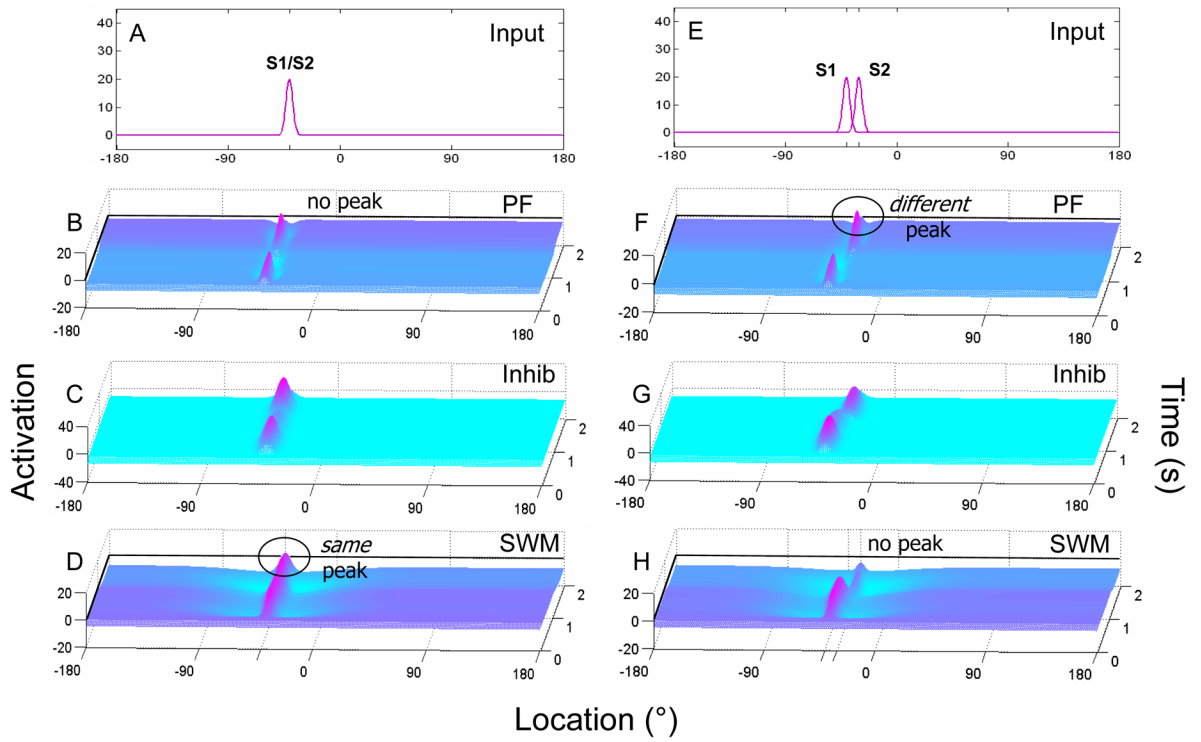 A
Input
S1/S2
40
30
20
10
0
-180 -90 0 90 180
E
Input
S1 S2
40
30
20
10
0
-180 -90 0 90 180
B
no peak
PF
20
0
-20
-180 -90 0 90 180
0 1 2
F
different
peak
PF
20
0
-20
-180 -90 0 90 180
0 1 2
C
Inhib
40
0
-40
-180 -90 0 90 180
0 1 2
G
Inhib
40
0
-40
-180 -90 0 90 180
0 1 2
D
same
peak
SWM
20
0
-20
-180 -90 0 90 180
0 1 2
H
no peak
SWM
20
0
-20
-180 -90 0 90 180
0 1 2
Activation
Time (s)
Location (°)